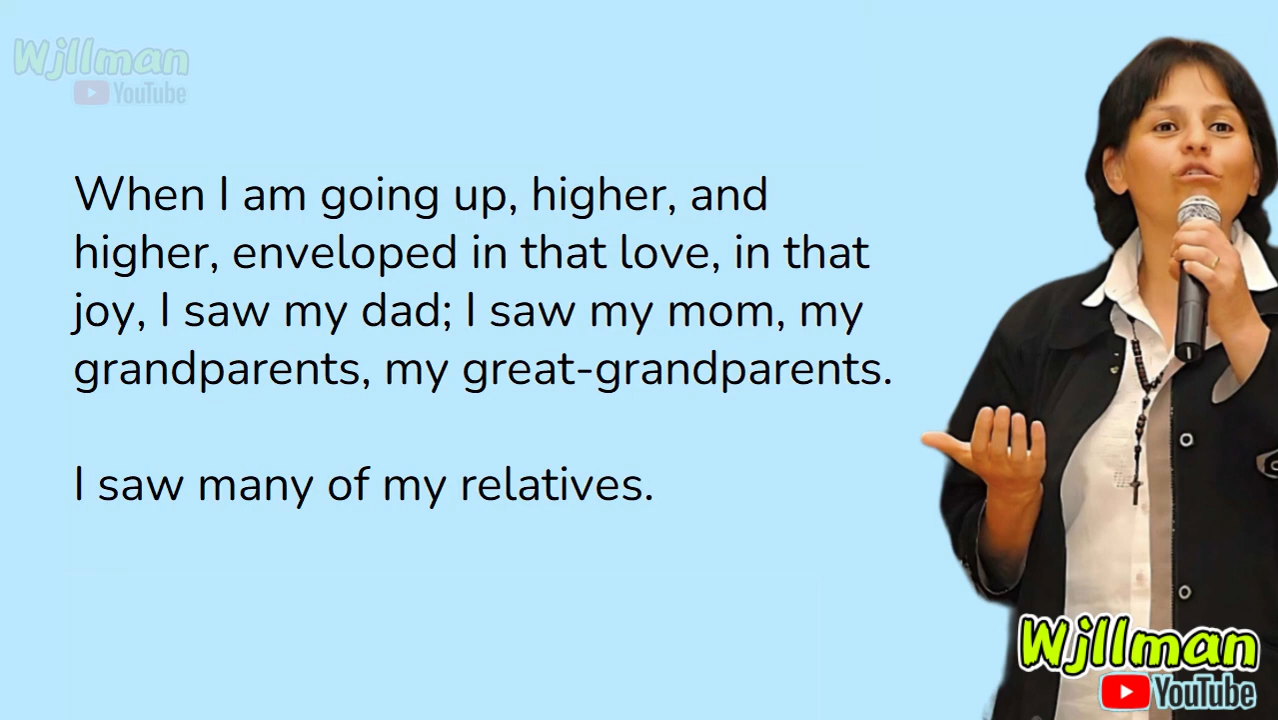 Wjllman
YouTube
When I am going up, higher, and
higher, enveloped in that love, in that
joy, I saw my dad; I saw my mom, my
grandparents, my great-grandparents.
I saw many of my relatives.
Wjllman
YouTube